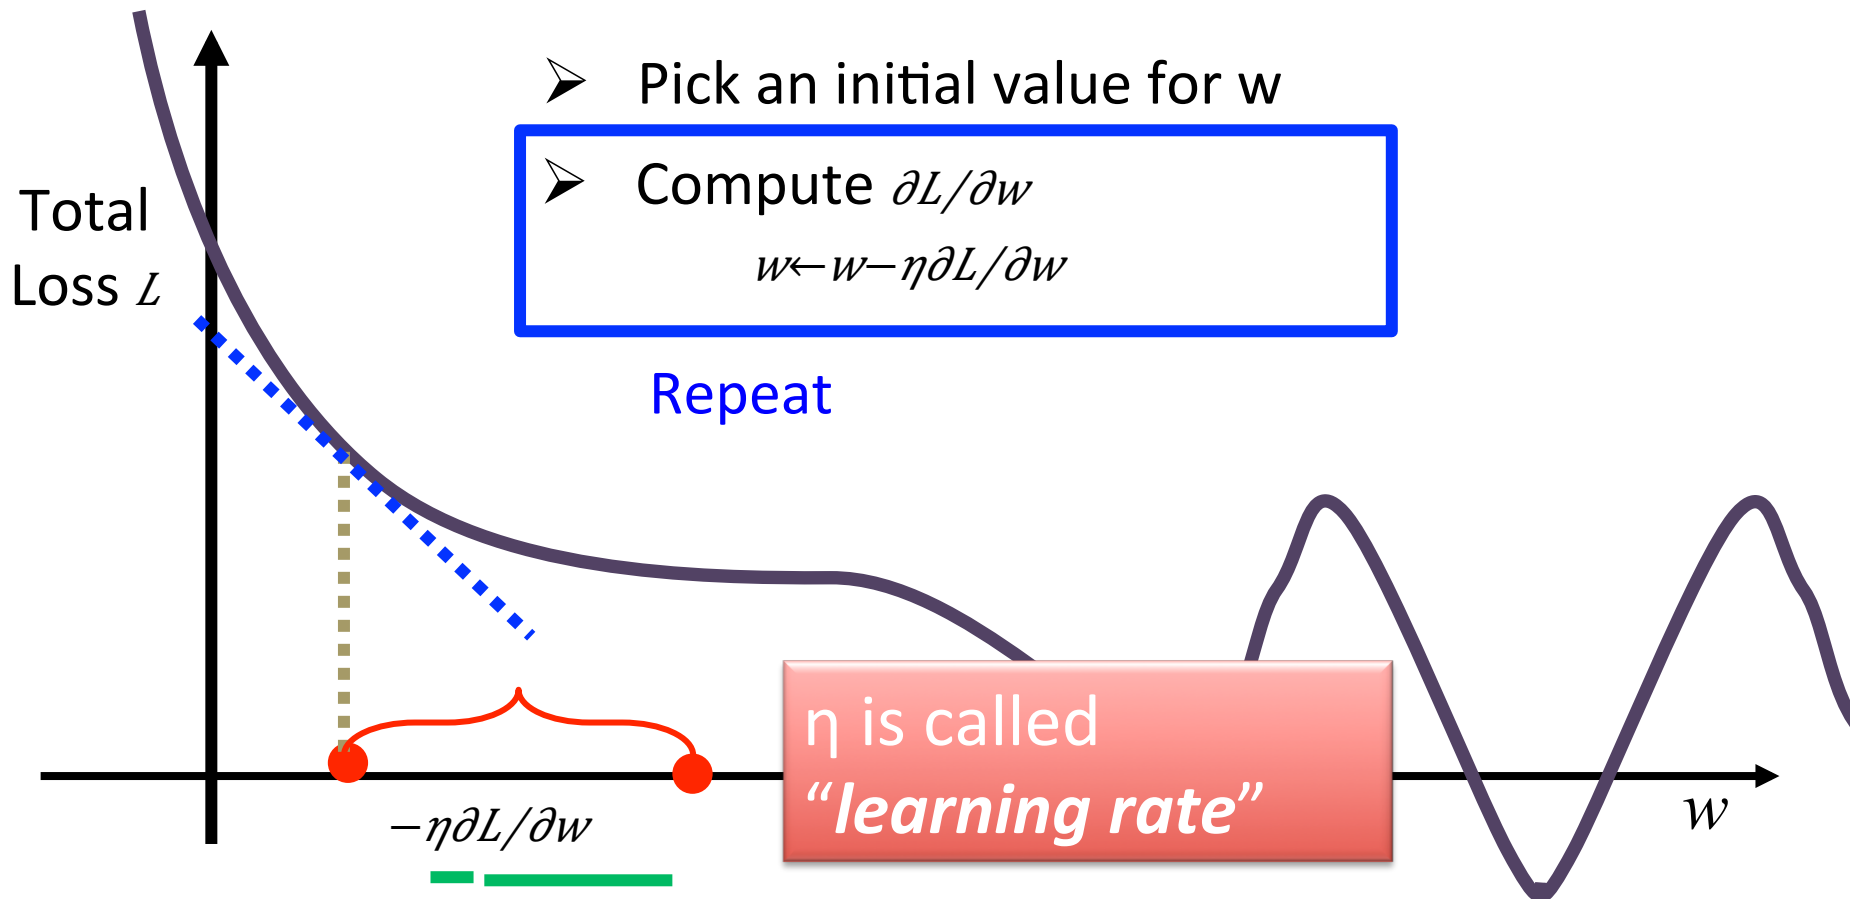 ➢ Pick an initial value for w
➢ Compute ∂L/∂w
w←w−η∂L/∂w
Total
Loss L
Repeat
η is called
“learning rate”
−η∂L/∂w
w